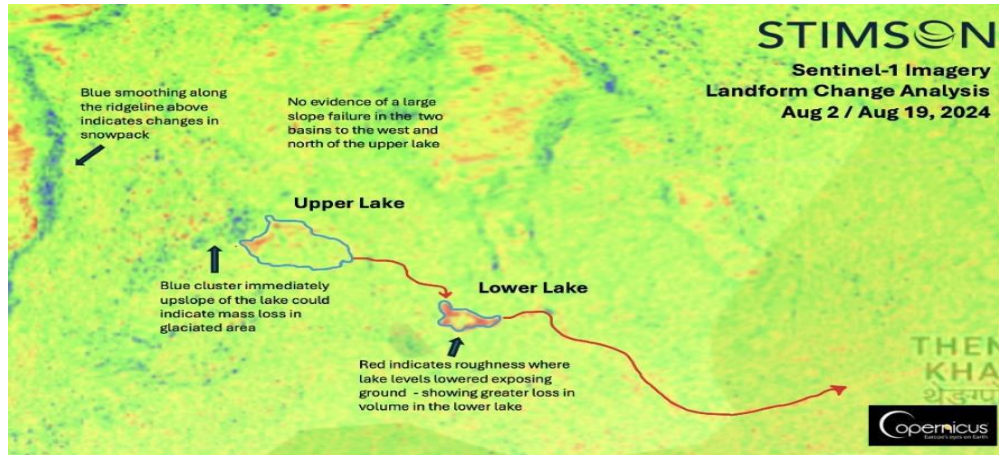 STIMSON
Sentinel-1 Imagery
Landform Change Analysis
Aug 2 / Aug 19, 2024
Blue smoothing along
the ridgeline above
indicates changes in
snowpack
No evidence of a large
slope failure in the two
basins to the west and
north of the upper lake
Upper Lake
Blue cluster immediately
upslope of the lake could
indicate mass loss in
glaciated area
Lower Lake
Red indicates roughness where
lake levels lowered exposing
ground - showing greater loss in
volume in the lower lake
THEN
KHA
opernicus
Europe's eyes on Earth